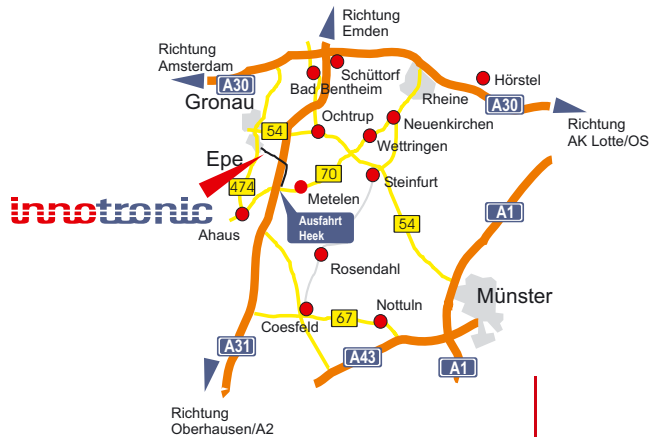 Richtung
Emden
Richtung
Amsterdam
A30
Schüttorf
Bad Bentheim
Hörstel
Gronau
Rheine
A30
Ochtrup
Neuenkirchen
54
Richtung
AK Lotte/OS
Wettringen
Epe
70
Steinfurt
474
Metelen
innotronic
A1
Ausfahrt
Heek
54
Ahaus
Rosendahl
Münster
Nottuln
67
Coesfeld
A31
A43
A1
Richtung
Oberhausen/A2